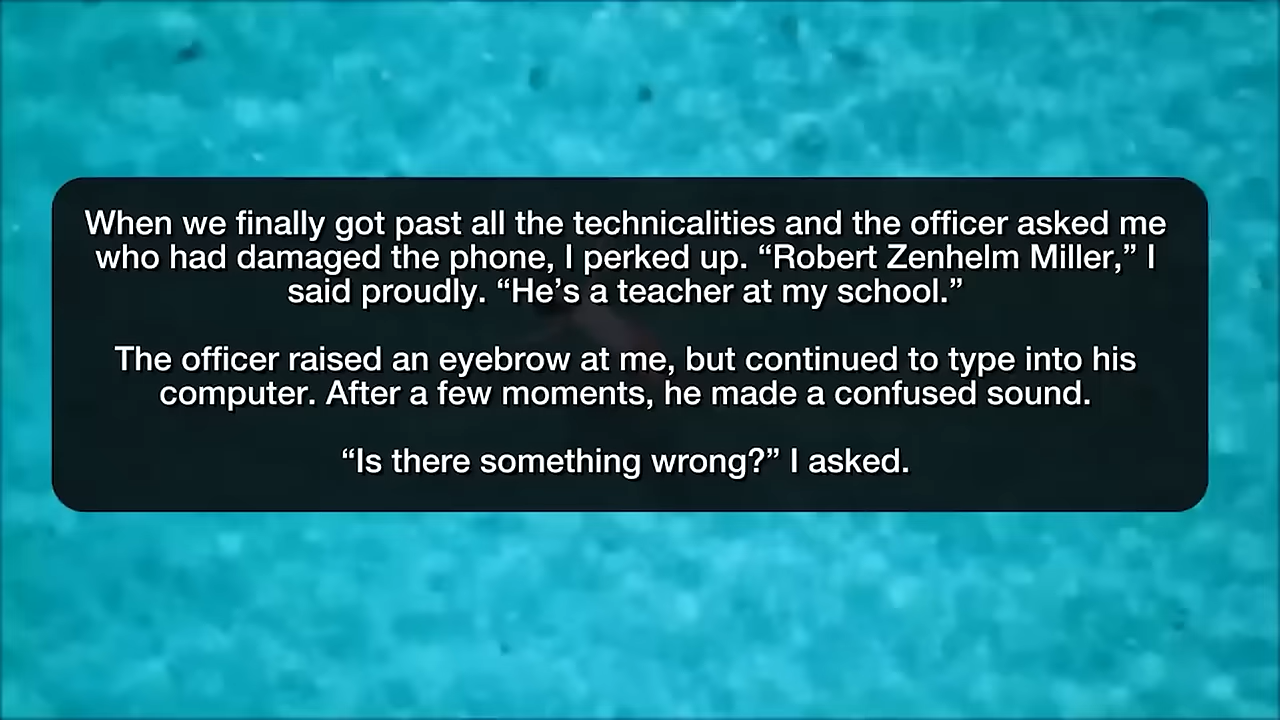 When we finally got past all the technicalities and the officer asked me
who had damaged the phone, I perked up. “Robert Zenhelm Miller,” I
said proudly. “He’s a teacher at my school.”
The officer raised an eyebrow at me, but continued to type into his
computer. After a few moments, he made a confused sound.
“Is there something wrong?” I asked.